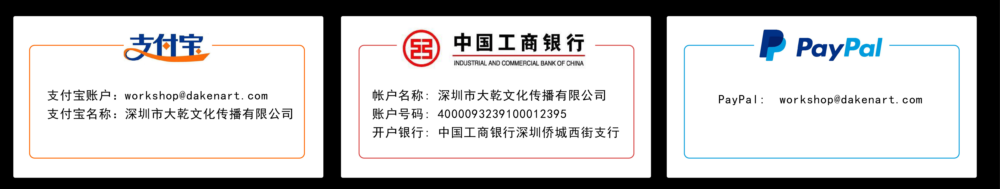 支付宝
支付宝账户：workshop@dakenart.com
支付宝名称：深圳市大乾文化传播有限公司
中国工商银行
INDUSTRIAL AND COMMERCIAL BANK OF CHINA
帐户名称: 深圳市大乾文化传播有限公司
账户号码: 4000093239100012395
开户银行: 中国工商银行深圳侨城西街支行
PayPal
PayPal: workshop@dakenart.com